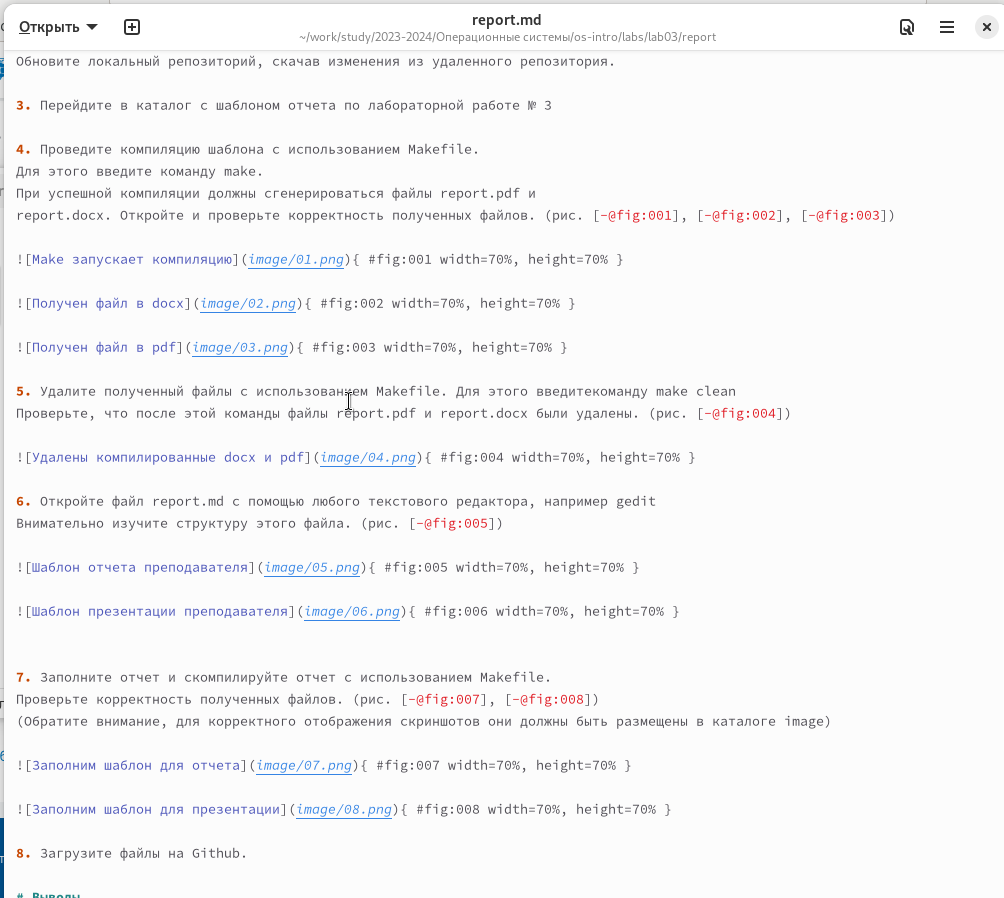 Открыть
report.md
~/work/study/2023-2024/Операционные системы/os-intro/labs/lab03/report
Обновите локальный репозиторий, скачав изменения из удаленного репозитория.
3. Перейдите в каталог с шаблоном отчета по лабораторной работе № 3
4. Проведите компиляцию шаблона с использованием Makefile.
Для этого введите команду make.
При успешной компиляции должны сгенерироваться файлы report.pdf и
report.docx. Откройте и проверьте корректность полученных файлов. (рис. [-@fig:001], [-@fig:002], [-@fig:003])
![Make запускает компиляцию](image/01.png){ #fig:001 width=70%, height=70% }
![Получен файл в docx](image/02.png){ #fig:002 width=70%, height=70% }
![Получен файл в pdf](image/03.png){ #fig:003 width=70%, height=70% }
5. Удалите полученный файлы с использованием Makefile. Для этого введитекоманду make clean
Проверьте, что после этой команды файлы report.pdf и report.docx были удалены. (рис. [-@fig:004])
![Удалены компилированные docx и pdf](image/04.png){ #fig:004 width=70%, height=70% }
6. Откройте файл report.md c помощью любого текстового редактора, например gedit
Внимательно изучите структуру этого файла. (рис. [-@fig:005])
![Шаблон отчета преподавателя](image/05.png){ #fig:005 width=70%, height=70% }
![Шаблон презентации преподавателя](image/06.png){ #fig:006 width=70%, height=70% }
7. Заполните отчет и скомпилируйте отчет с использованием Makefile.
Проверьте корректность полученных файлов. (рис. [-@fig:007], [-@fig:008])
(Обратите внимание, для корректного отображения скриншотов они должны быть размещены в каталоге image)
![Заполним шаблон для отчета](image/07.png){ #fig:007 width=70%, height=70% }
![Заполним шаблон для презентации](image/08.png){ #fig:008 width=70%, height=70% }
8. Загрузите файлы на Github.
# Выводы